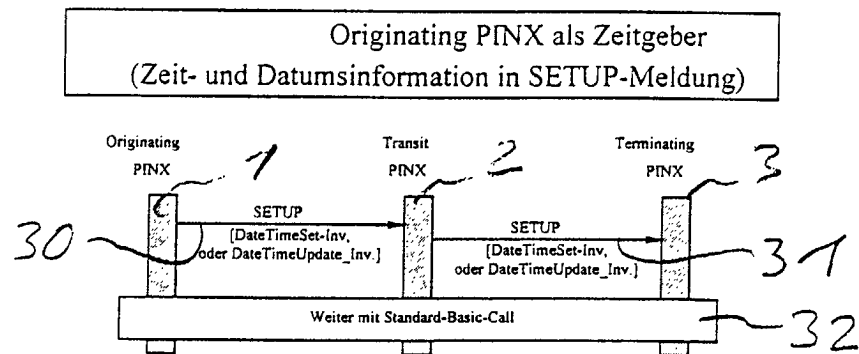 Originating PINX als Zeitgeber
(Zeit- und Datumsinformation in SETUP-Meldung)
Originating
PINX
1
Transit
PINX
2
Terminating
PINX
3
30
SETUP
[DateTimeSet-Inv,
oder DateTimeUpdate_Inv.]
SETUP
[DateTimeSet-Inv,
oder DateTimeUpdate_Inv.]
31
Weiter mit Standard-Basic-Call
32